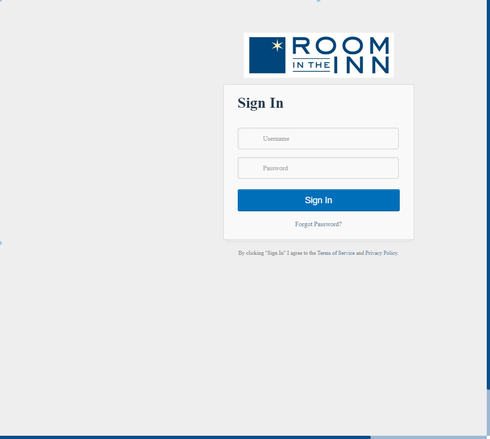 ROOM
IN THE INN
Sign In
Username
Password
Sign In
Forgot Password?
By clicking "Sign In" I agree to the Terms of Service and Privacy Policy.